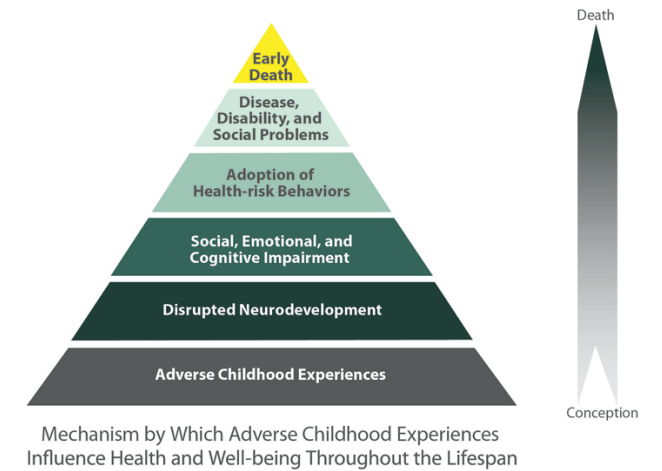 Death
Early
Death
Disease,
Disability, and
Social Problems
Adoption of
Health-risk Behaviors
Social, Emotional, and
Cognitive Impairment
Disrupted Neurodevelopment
Adverse Childhood Experiences
Conception
Mechanism by Which Adverse Childhood Experiences
Influence Health and Well-being Throughout the Lifespan